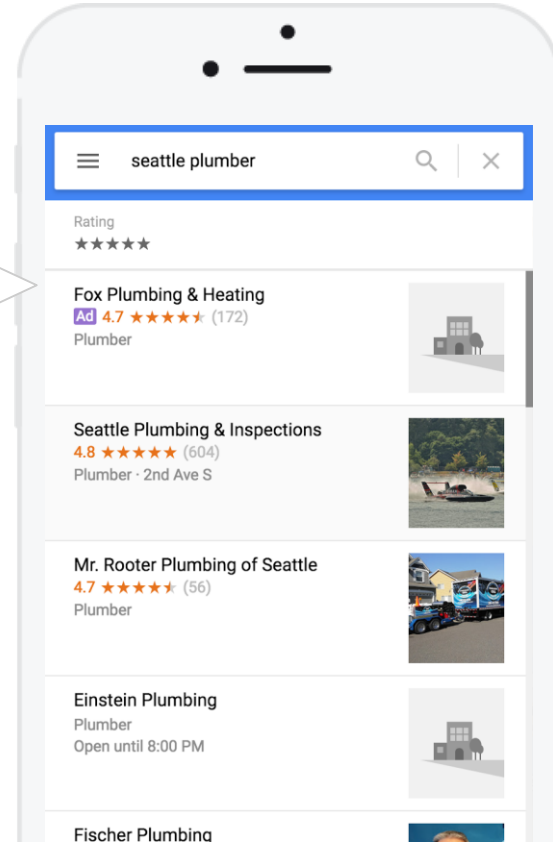 seattle plumber
Rating
★★★★★
Fox Plumbing & Heating
Ad 4.7 ★★★★★ (172)
Plumber
Seattle Plumbing & Inspections
4.8 ★★★★★ (604)
Plumber · 2nd Ave S
Mr. Rooter Plumbing of Seattle
4.7 ★★★★★ (56)
Plumber
Einstein Plumbing
Plumber
Open until 8:00 PM
Fischer Plumbing